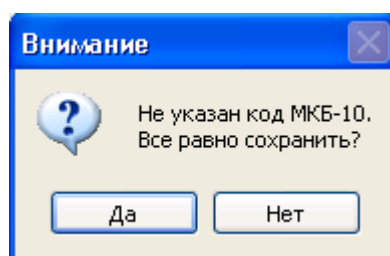 Внимание
Не указан код МКБ-10.
Все равно сохранить?
Да
Нет